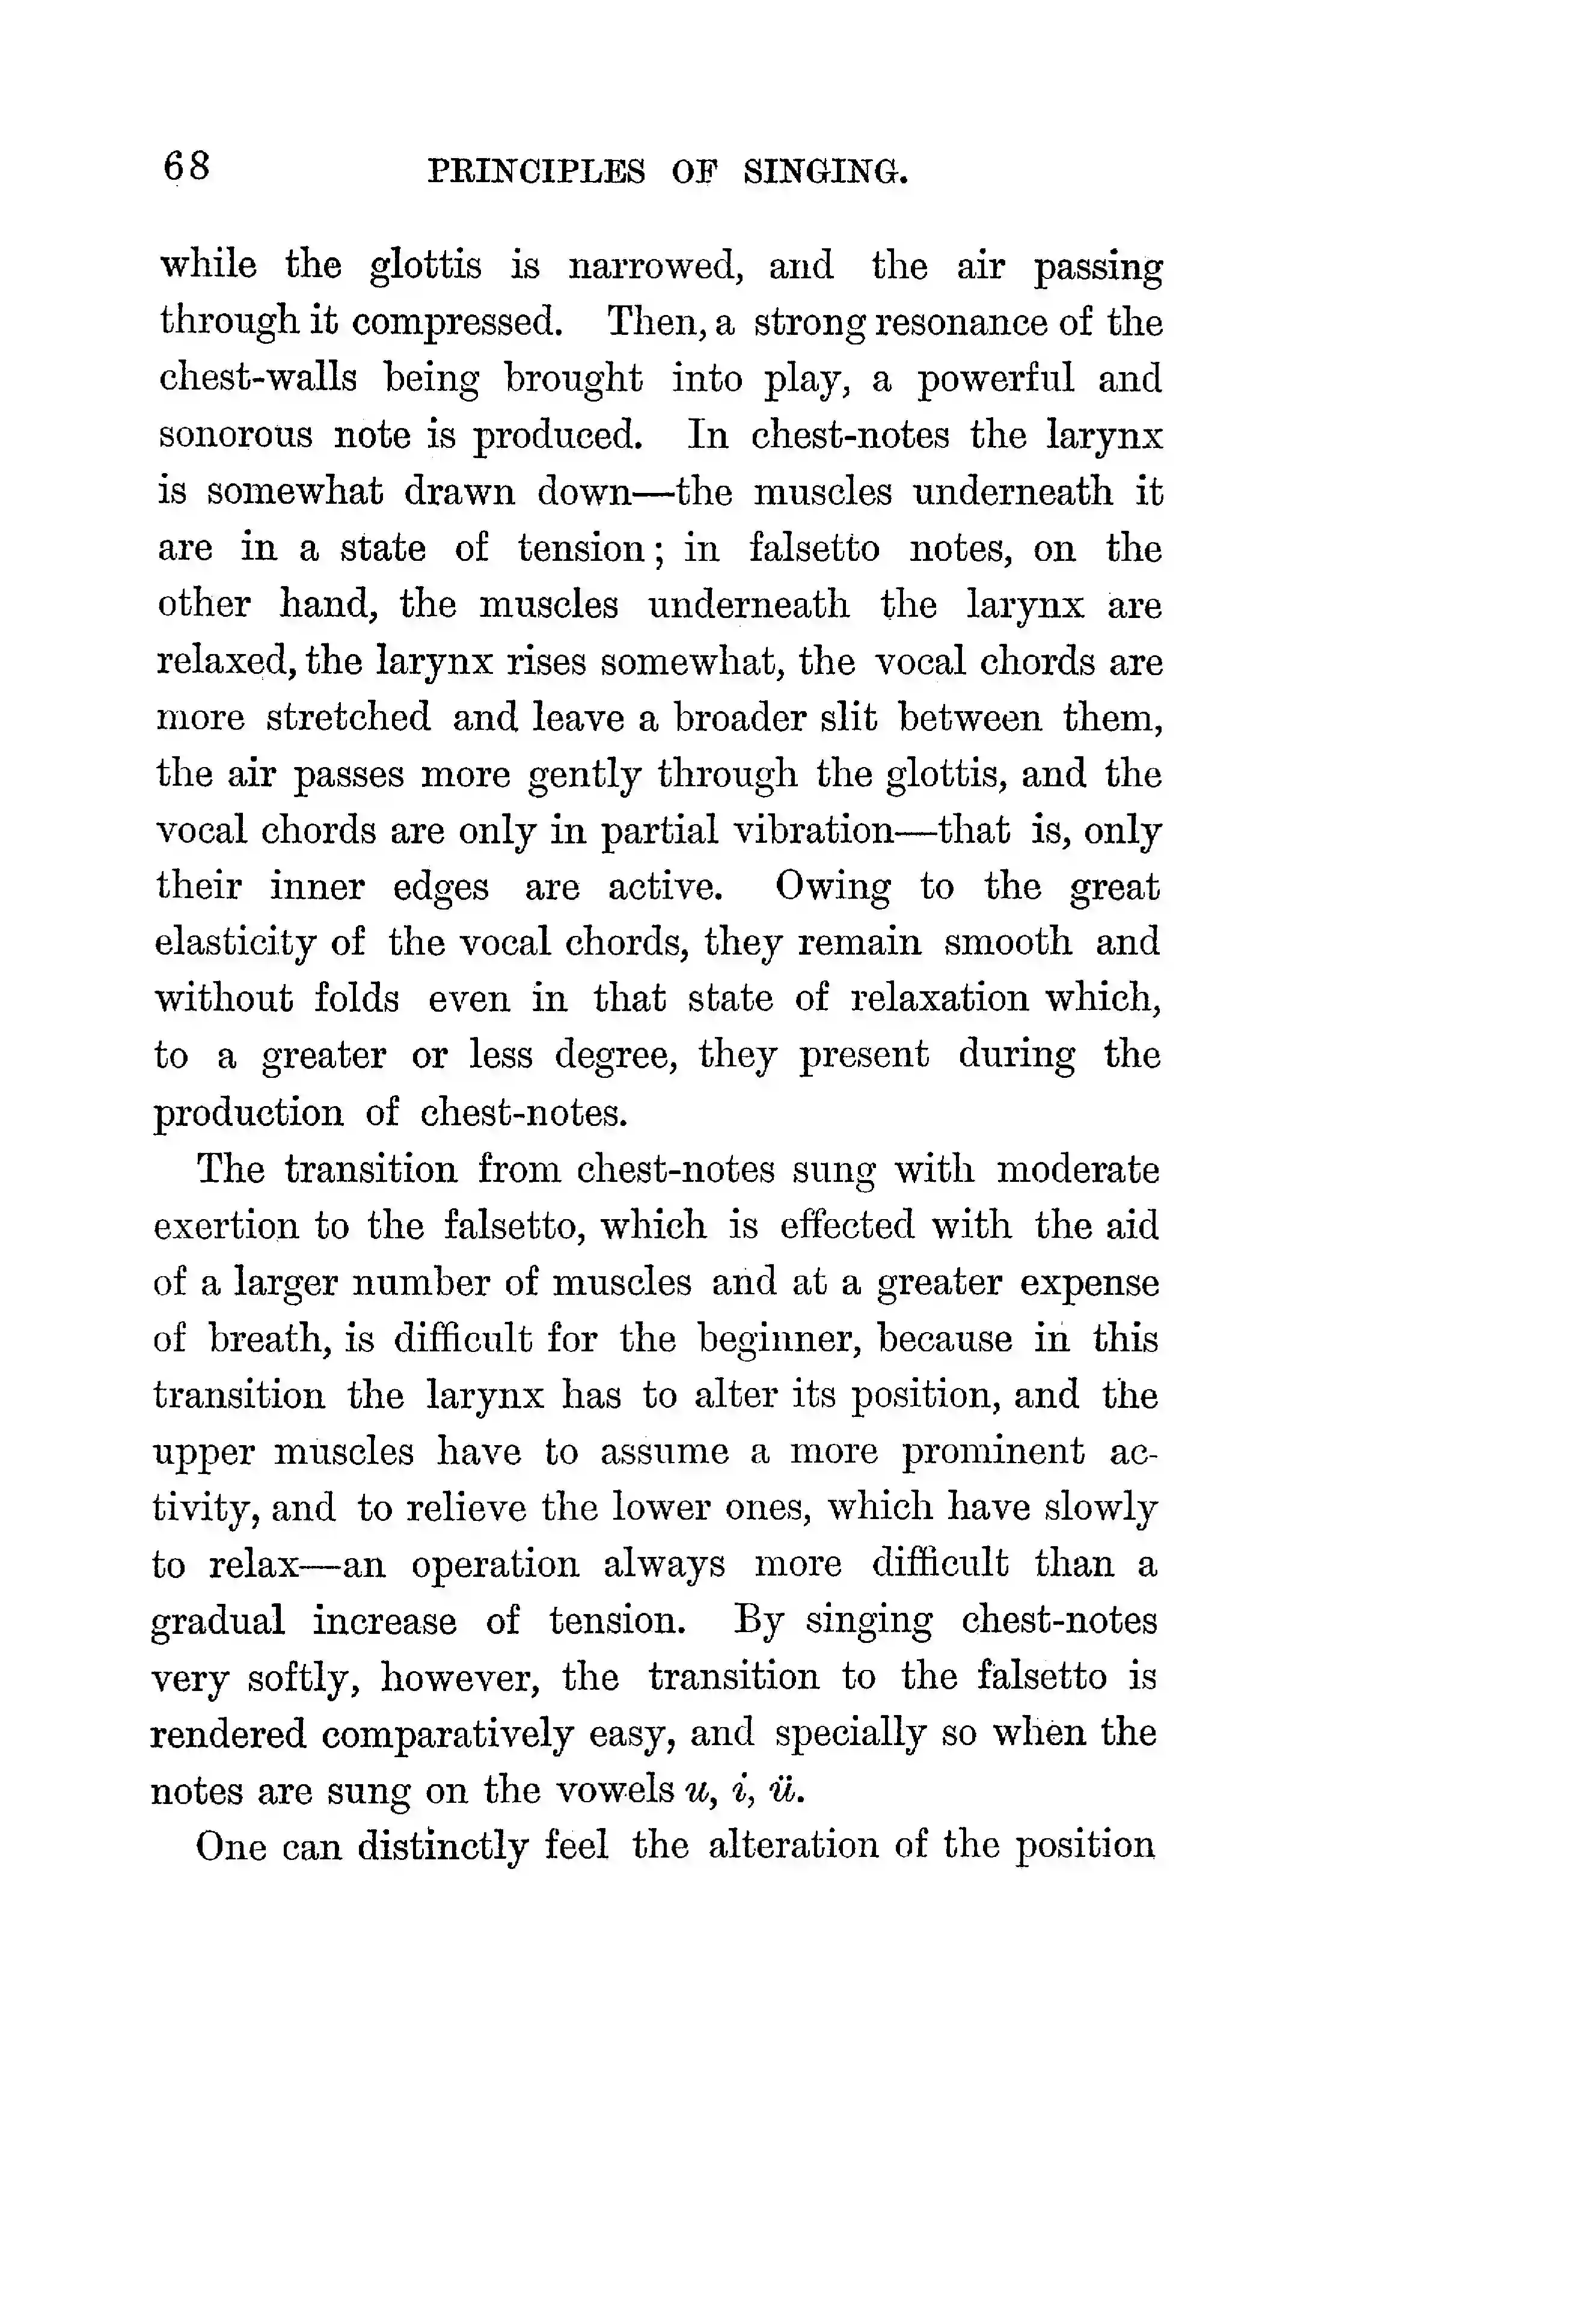 68 PRINCIPLES OF SINGING.
while the glottis is narrowed, and the air passing
through it compressed. Then, a strong resonance of the
chest-walls being brought into play, a powerful and
sonorous note is produced. In chest-notes the larynx
is somewhat drawn down—the muscles underneath it
are in a state of tension; in falsetto notes, on the
other hand, the muscles underneath the larynx are
relaxed, the larynx rises somewhat, the vocal chords are
more stretched and leave a broader slit between them,
the air passes more gently through the glottis, and the
vocal chords are only in partial vibration—that is, only
their inner edges are active. Owing to the great
elasticity of the vocal chords, they remain smooth and
without folds even in that state of relaxation which,
to a greater or less degree, they present during the
production of chest-notes.
The transition from chest-notes sung with moderate
exertion to the falsetto, which is effected with the aid
of a larger number of muscles and at a greater expense
of breath, is difficult for the beginner, because in this
transition the larynx has to alter its position, and the
upper muscles have to assume a more prominent ac-
tivity, and to relieve the lower ones, which have slowly
to relax—an operation always more difficult than a
gradual increase of tension. By singing chest-notes
very softly, however, the transition to the falsetto is
rendered comparatively easy, and specially so when the
notes are sung on the vowels u, i, ü.
One can distinctly feel the alteration of the position